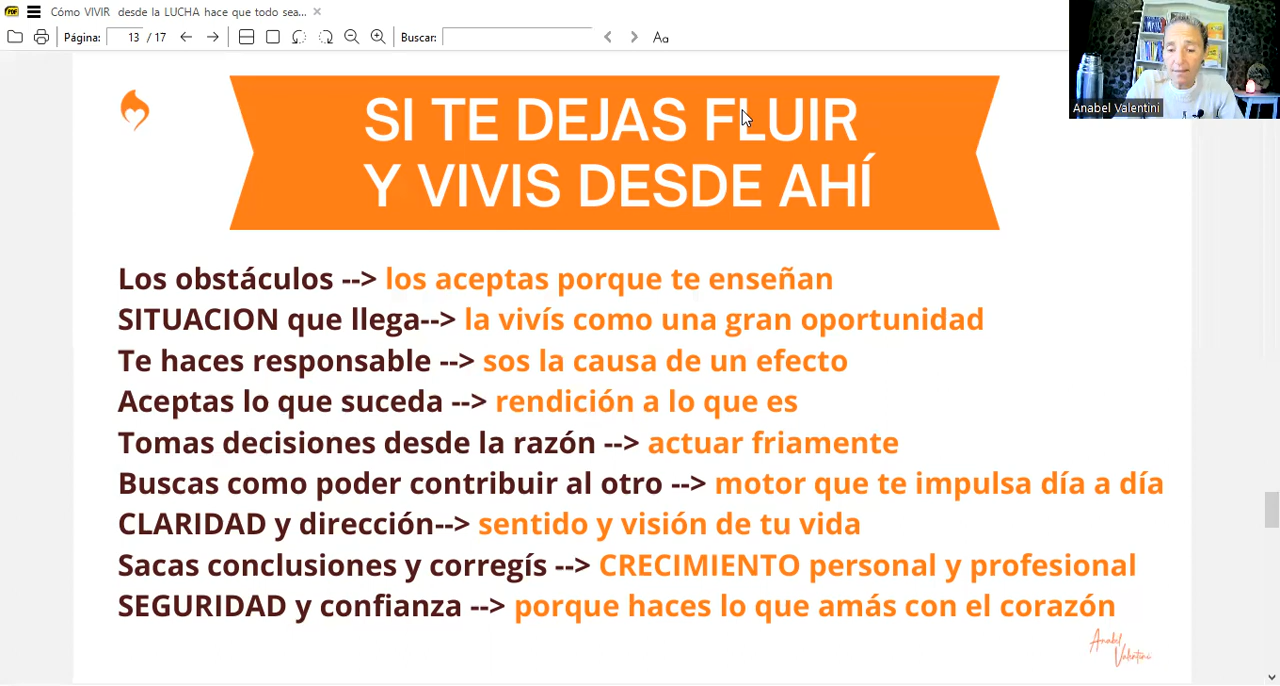 Cómo VIVIR desde la LUCHA hace que todo sea...
Página: 13 / 17 Buscar: Aa
Anabel Valentini
SI TE DEJAS FLUIR
Y VIVIS DESDE AHÍ
Los obstáculos --> los aceptas porque te enseñan
SITUACION que llega--> la vivís como una gran oportunidad
Te haces responsable --> sos la causa de un efecto
Aceptas lo que suceda --> rendición a lo que es
Tomas decisiones desde la razón --> actuar friamente
Buscas como poder contribuir al otro --> motor que te impulsa día a día
CLARIDAD y dirección--> sentido y visión de tu vida
Sacas conclusiones y corregís --> CRECIMIENTO personal y profesional
SEGURIDAD y confianza --> porque haces lo que amás con el corazón
Anabel
Valentini